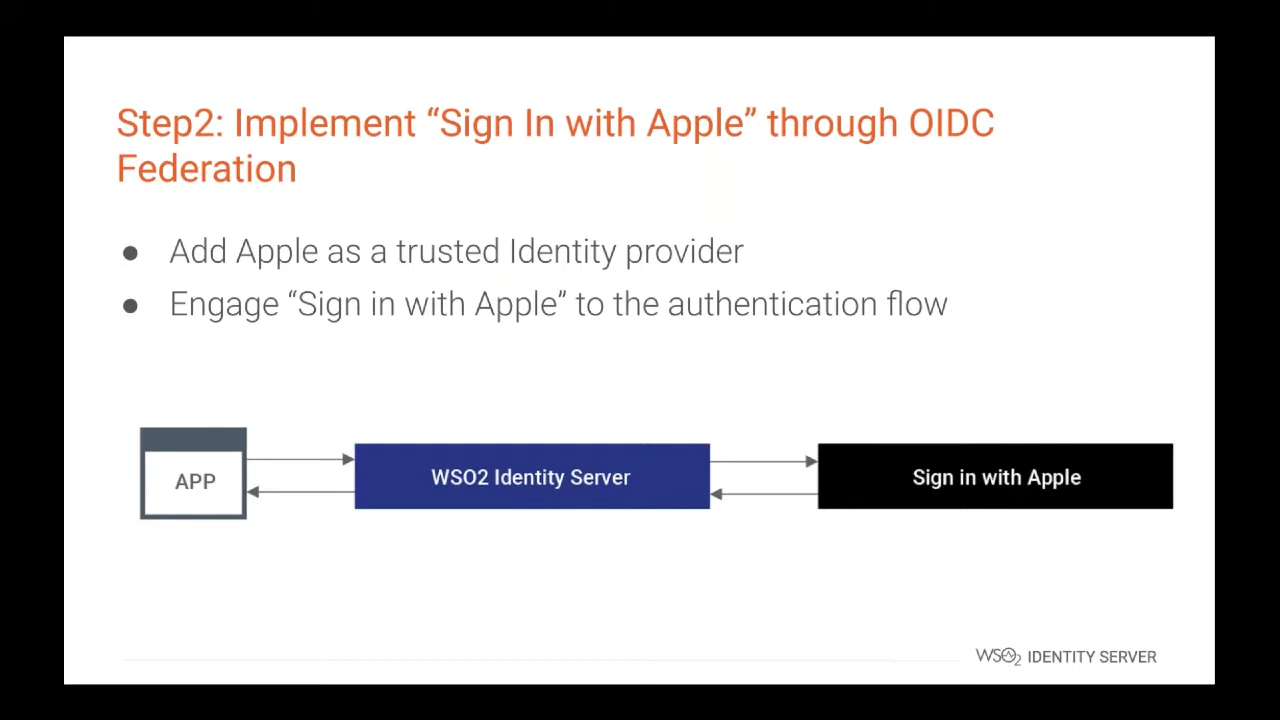 Step2: Implement “Sign In with Apple” through OIDC
Federation
● Add Apple as a trusted Identity provider
● Engage “Sign in with Apple” to the authentication flow
APP
WSO2 Identity Server
Sign in with Apple
WSO2 IDENTITY SERVER